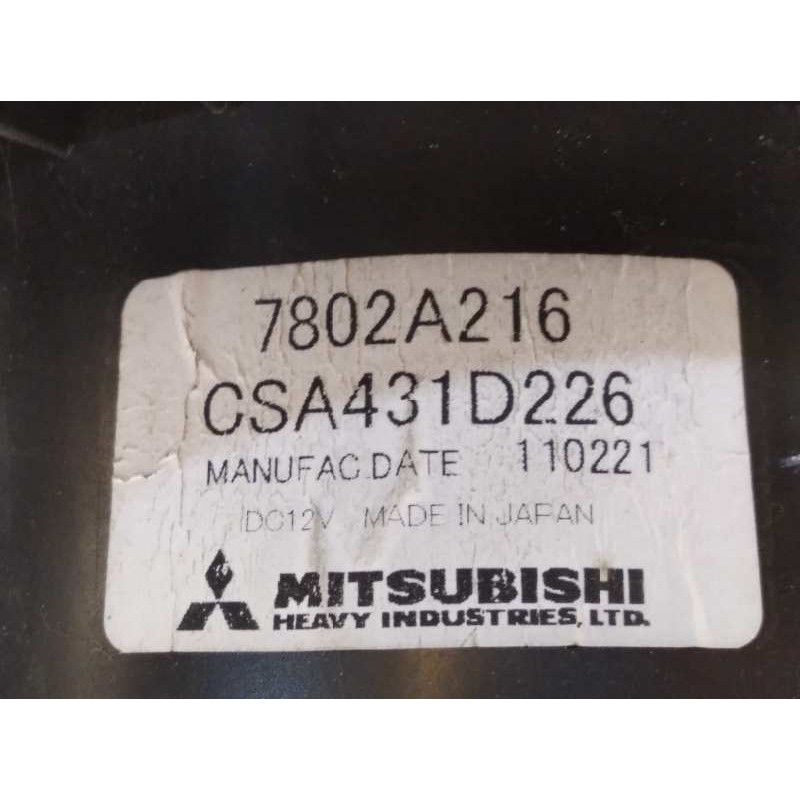 7802A216
CSA431D226
MANUFAC.DATE 110221
DC12V MADE IN JAPAN
MITSUBISHI
HEAVY INDUSTRIES, LTD.